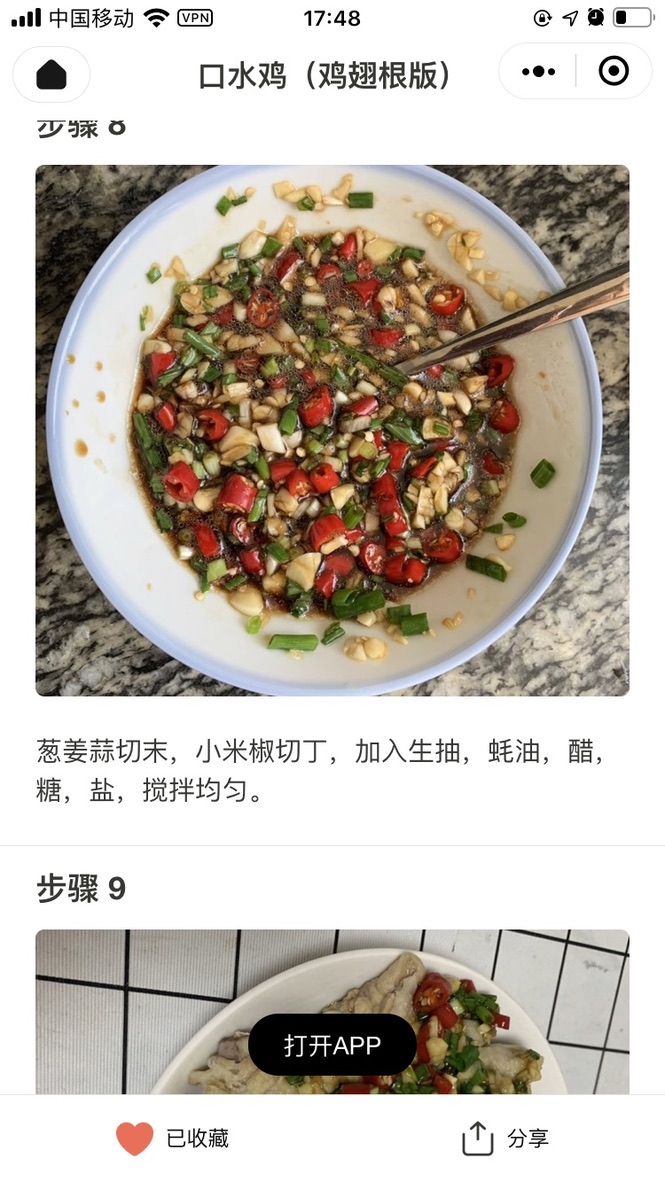 中国移动 VPN 17:48
口水鸡（鸡翅根版）
步骤 8
葱姜蒜切末，小米椒切丁，加入生抽，蚝油，醋，
糖，盐，搅拌均匀。
步骤 9
打开APP
已收藏 分享